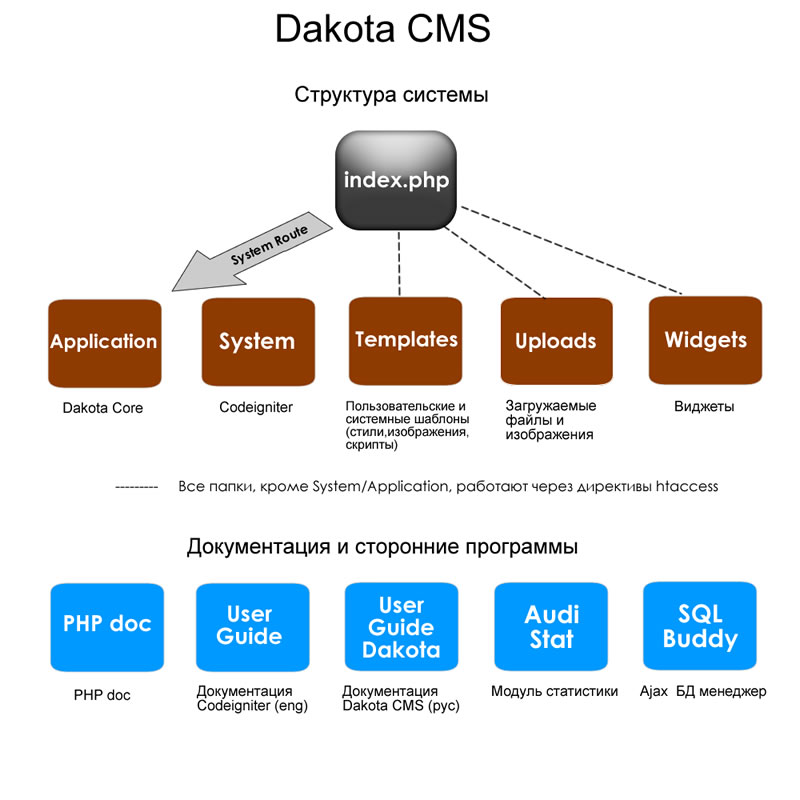 Dakota CMS
Структура системы
index.php
System Route
Application
System
Templates
Uploads
Widgets
Dakota Core
Codeigniter
Пользовательские и
системные шаблоны
(стили,изображения,
скрипты)
Загружаемые
файлы и
изображения
Виджеты
--------- Все папки, кроме System/Application, работают через директивы htaccess
Документация и сторонние программы
PHP doc
User
Guide
User
Guide
Dakota
Audi
Stat
SQL
Buddy
PHP doc
Документация
Codeigniter (eng)
Документация
Dakota CMS (рус)
Модуль статистики
Ajax БД менеджер